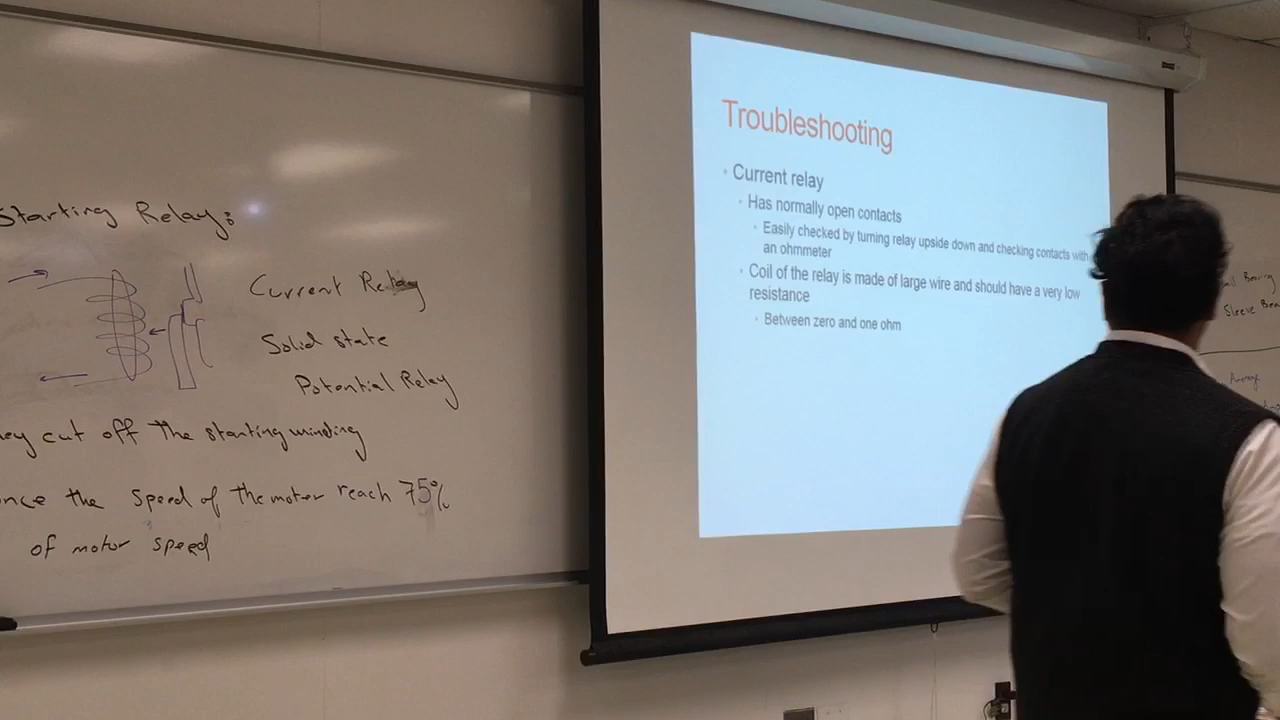 Starting Relay:
Current Relay
Solid state
Potential Relay
cut off the starting winding
the speed of the motor reach 75%
of motor speed
Troubleshooting
• Current relay
• Has normally open contacts
• Easily checked by turning relay upside down and checking contacts with
an ohmmeter
• Coil of the relay is made of large wire and should have a very low
resistance
• Between zero and one ohm
Bearing
Sleeve
Average